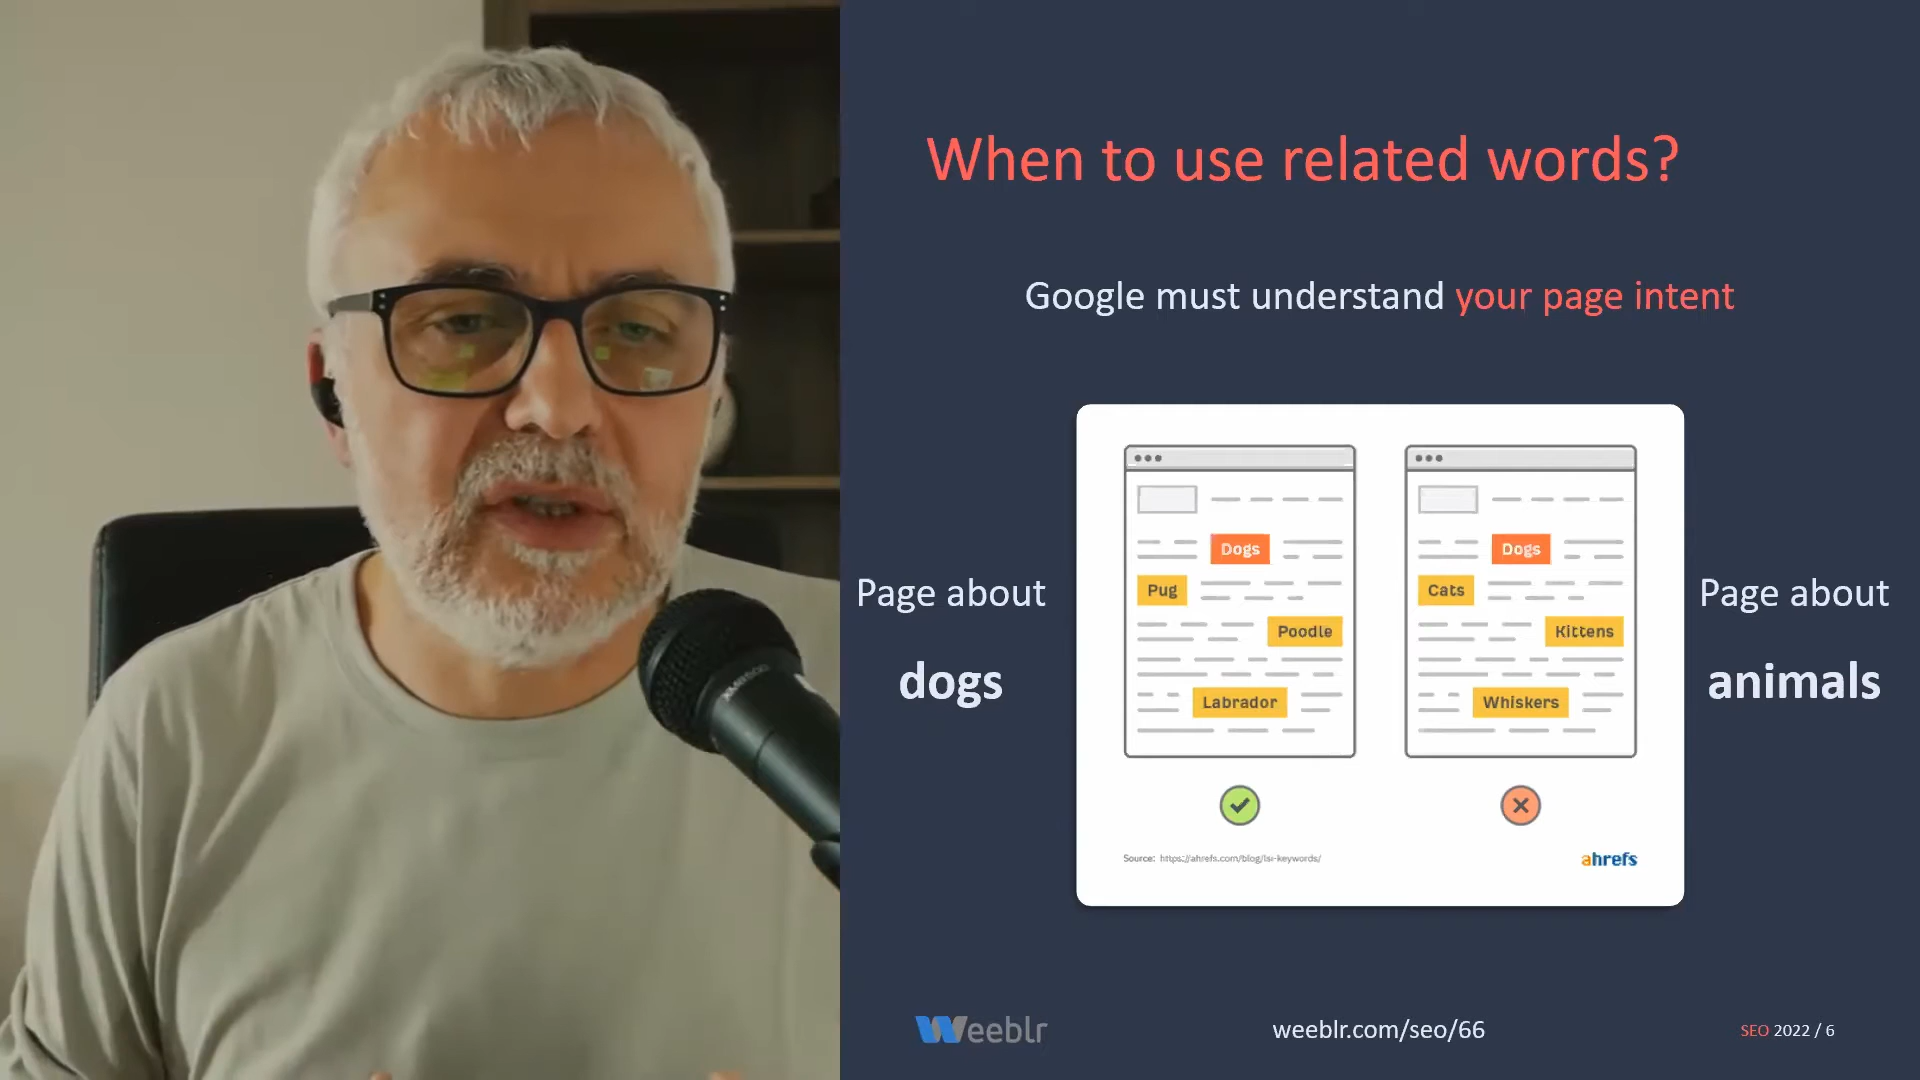 When to use related words?
Google must understand your page intent
Page about
dogs
Dogs
Pug
Poodle
Labrador
Dogs
Cats
Kittens
Whiskers
Page about
animals
Source: https://ahrefs.com/blog/lsi-keywords/
ahrefs
XM8500
Weeblr
weeblr.com/seo/66
SEO 2022 / 6